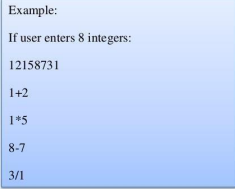 Example:
If user enters 8 integers:
12158731
1+2
1*5
8-7
3/1